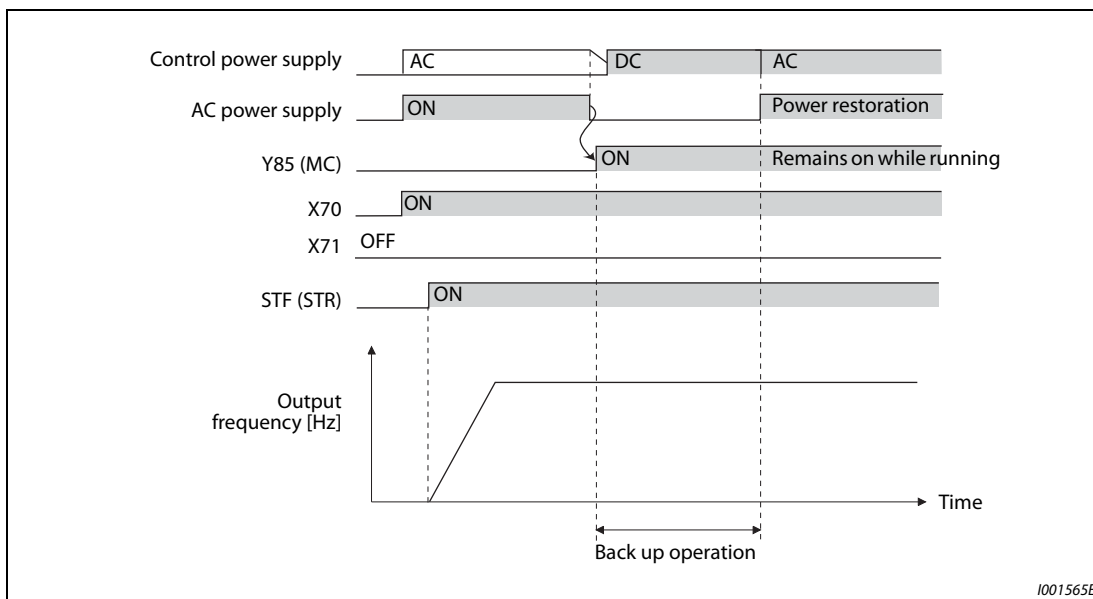 Control power supply AC DC AC
AC power supply ON Power restoration
Y85 (MC) ON Remains on while running
X70 ON
X71 OFF
STF (STR) ON
Output
frequency [Hz]
Time
Back up operation
I001565E